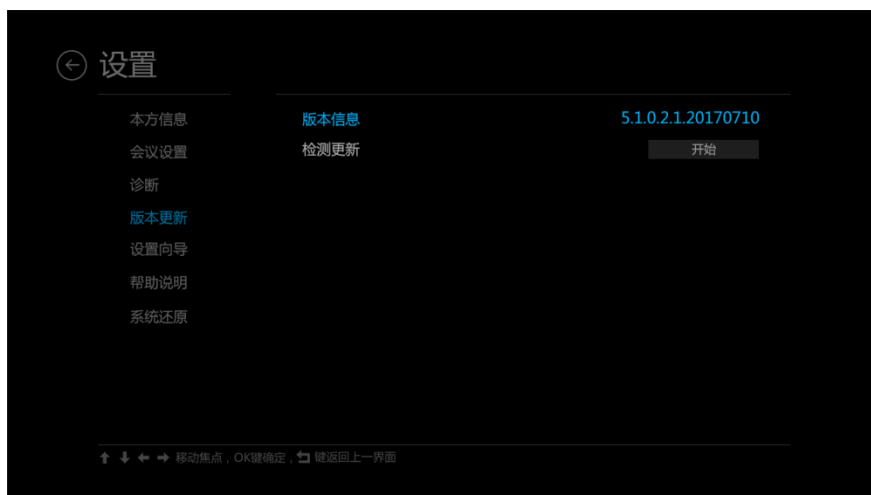 设置
本方信息
会议设置
诊断
版本更新
设置向导
帮助说明
系统还原
版本信息 5.1.0.2.1.20170710
检测更新 开始
移动焦点，OK键确定， 键返回上一界面